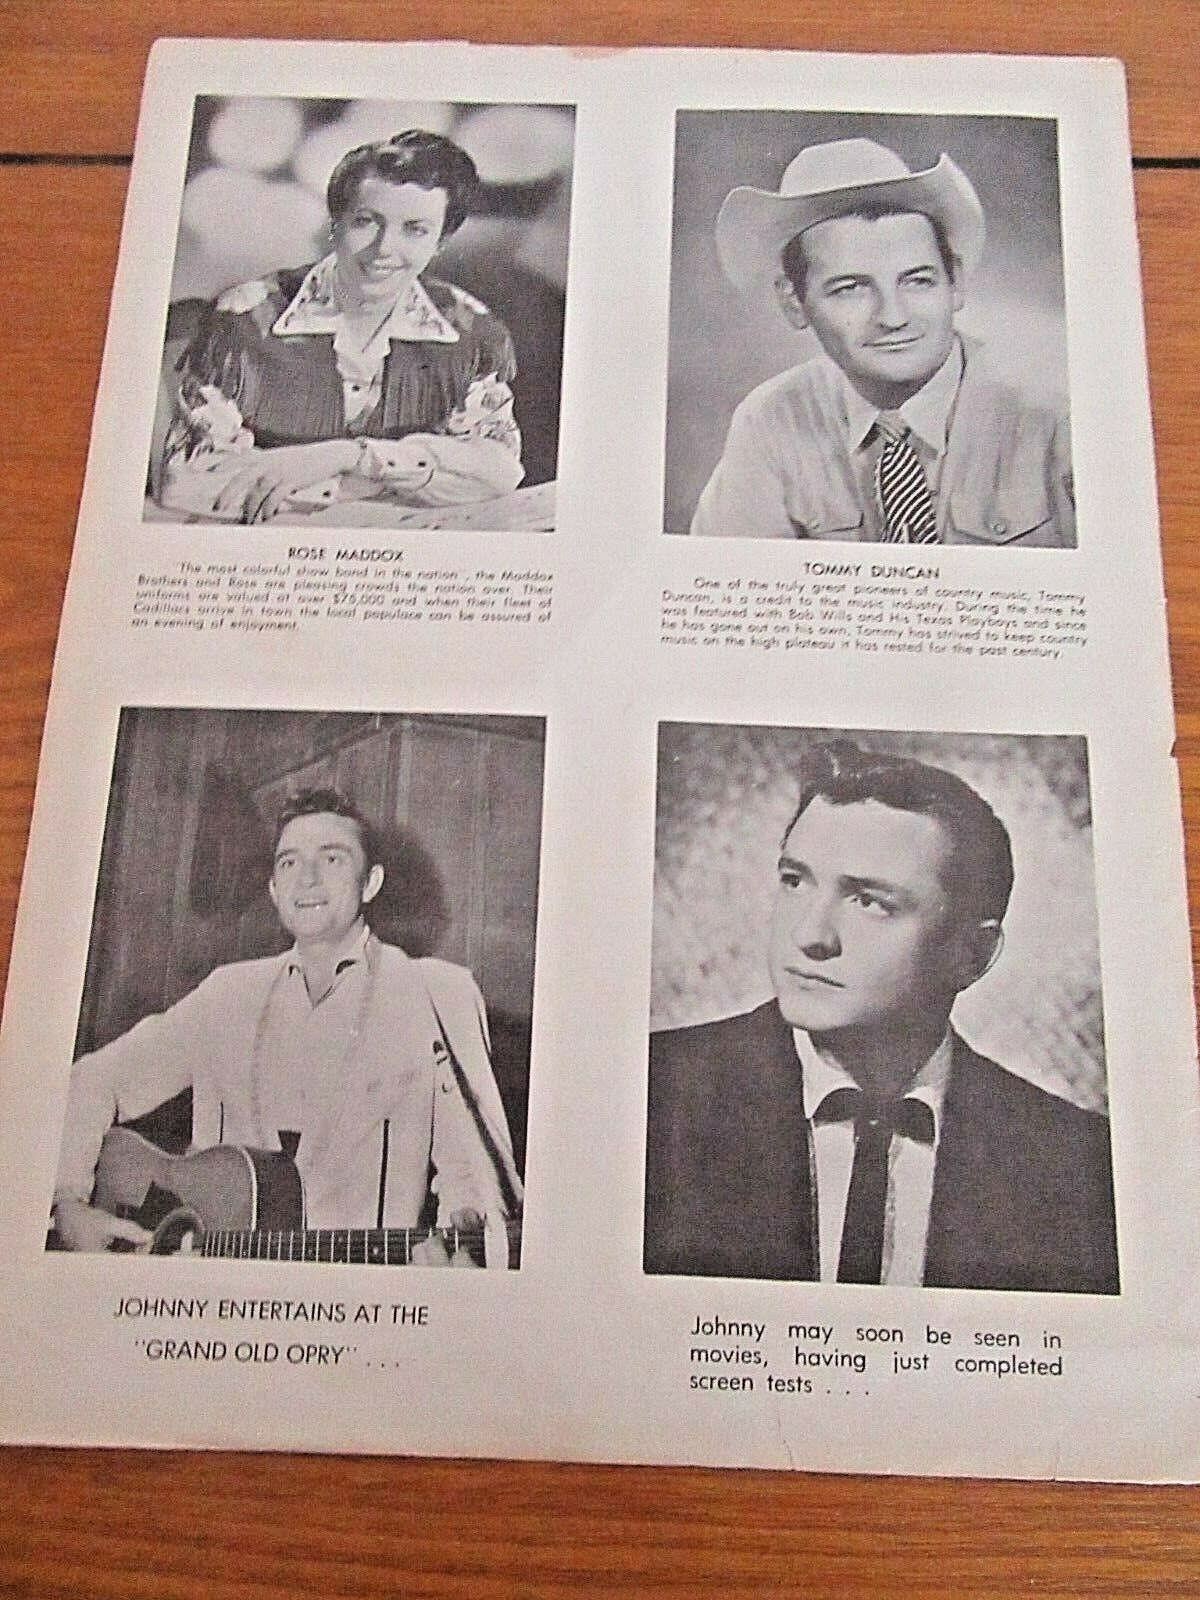 ROSE MADDOX
"The most colorful show band in the nation", the Maddox
Brothers and Rose are pleasing crowds the nation over. Their
uniforms are valued at over $75,000 and when their fleet of
Cadillacs arrive in town the local populace can be assured of
an evening of enjoyment.
TOMMY DUNCAN
One of the truly great pioneers of country music, Tommy
Duncan, is a credit to the music industry. During the time he
was featured with Bob Wills and His Texas Playboys and since
he has gone out on his own, Tommy has strived to keep country
music on the high plateau it has rested for the past century.
JOHNNY ENTERTAINS AT THE
"GRAND OLD OPRY" . . .
Johnny may soon be seen in
movies, having just completed
screen tests . . .